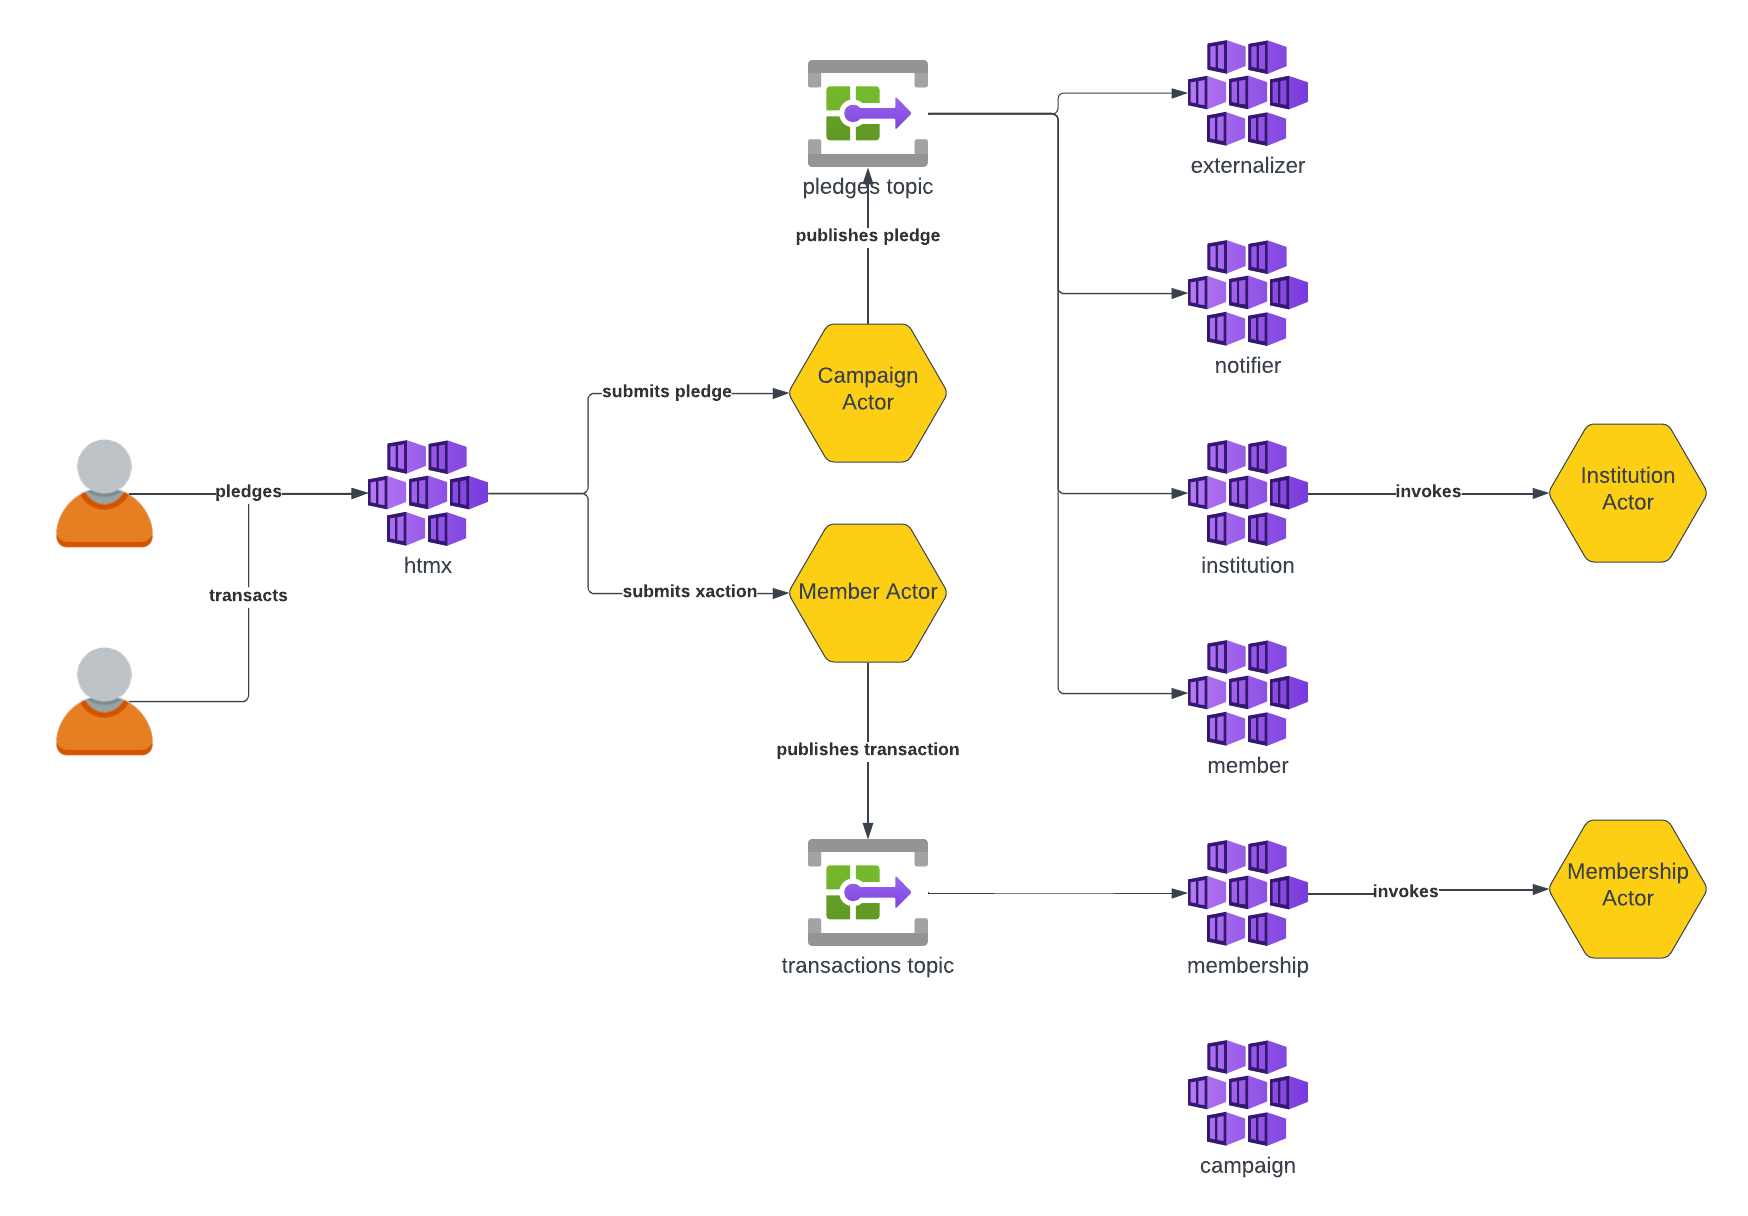 externalizer
pledges topic
publishes pledge
notifier
Campaign
Actor
submits pledge
pledges
htmx
institution
invokes
Institution
Actor
transacts
submits xaction
Member Actor
publishes transaction
member
transactions topic
membership
invokes
Membership
Actor
campaign